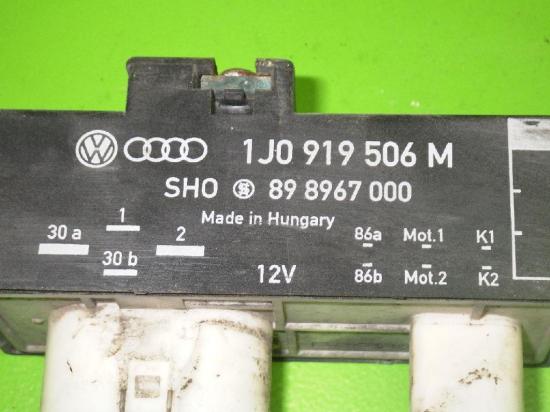 1J0 919 506 M
SHO 89 8967 000
Made in Hungary
30 a 1 2 86a Mot.1 K1
30 b 12V 86b Mot.2 K2